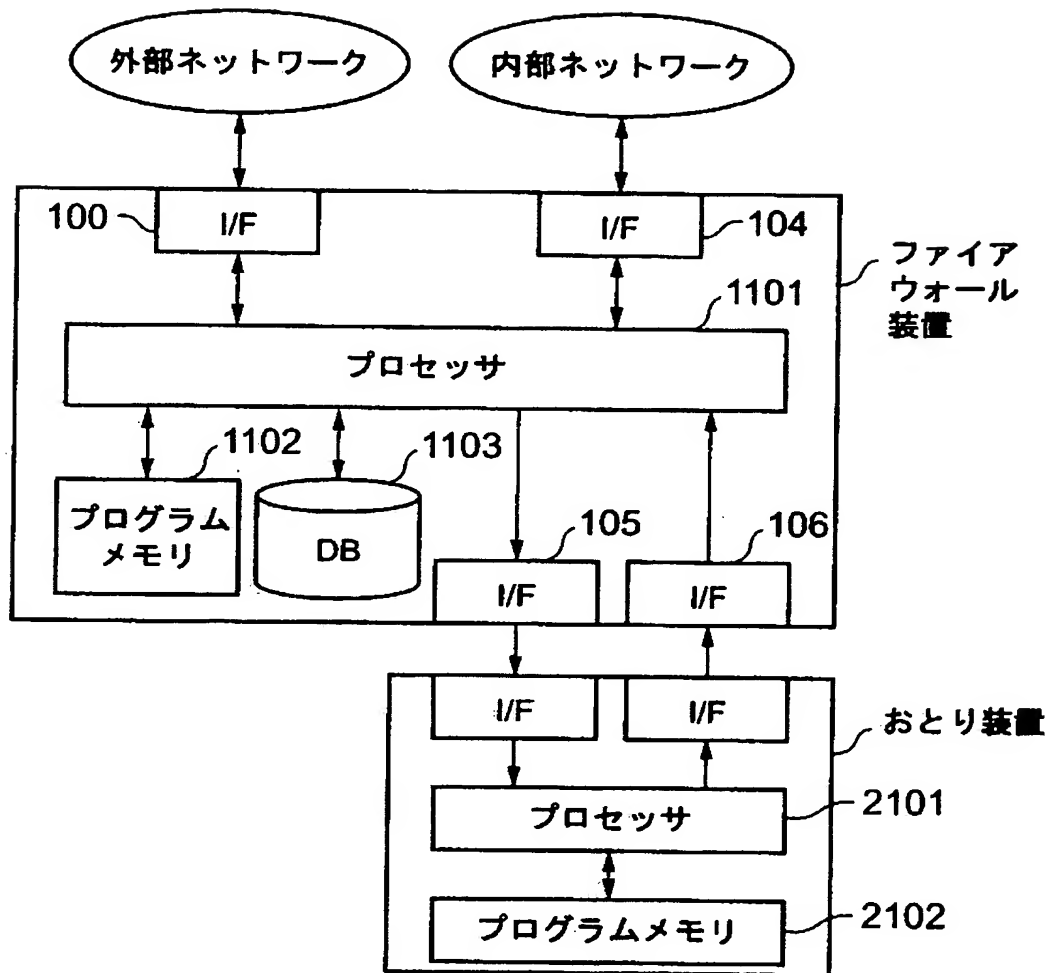 外部ネットワーク
内部ネットワーク
100
I/F
I/F
104
ファイア
ウォール
装置
1101
プロセッサ
1102
1103
プログラム
メモリ
DB
105
106
I/F
I/F
I/F
I/F
おとり装置
プロセッサ
2101
プログラムメモリ
2102